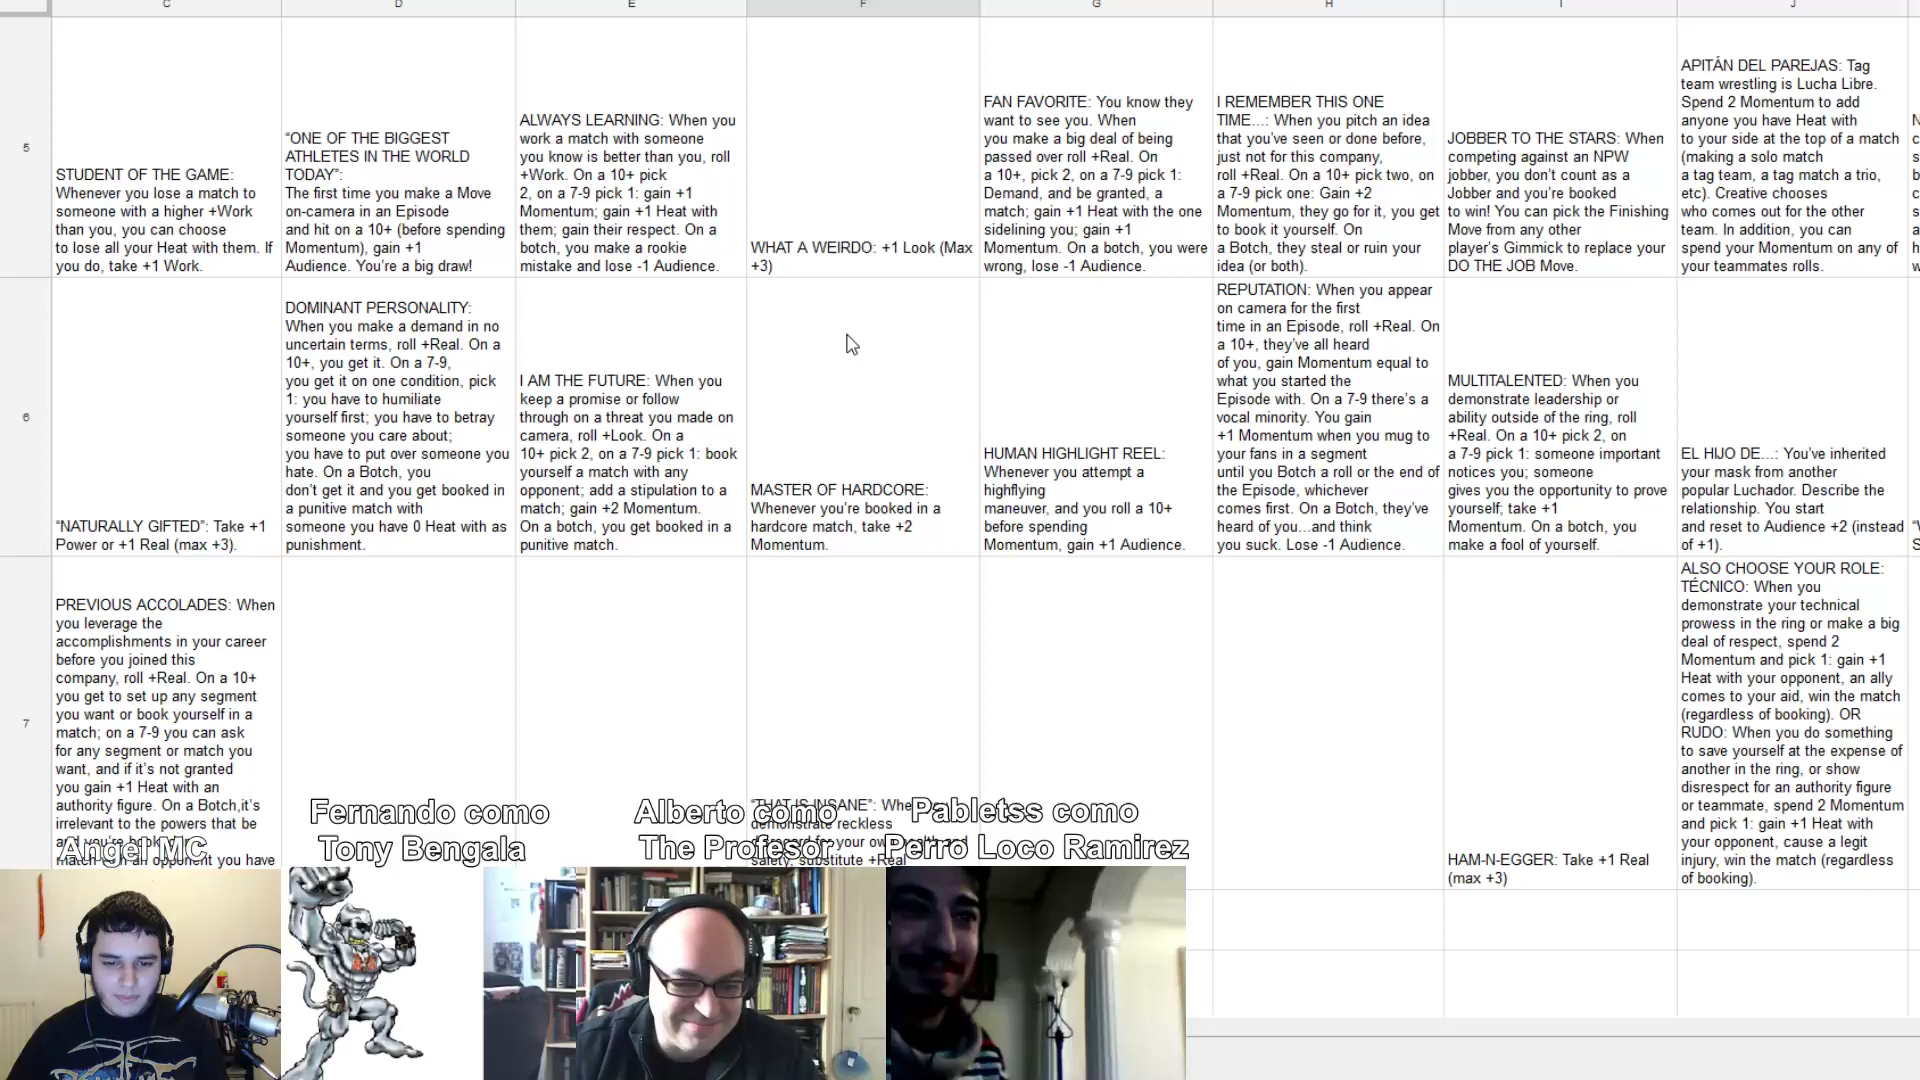 C D E F G H I J
5
STUDENT OF THE GAME:
Whenever you lose a match to
someone with a higher +Work
than you, you can choose
to lose all your Heat with them. If
you do, take +1 Work.
“ONE OF THE BIGGEST
ATHLETES IN THE WORLD
TODAY”:
The first time you make a Move
on-camera in an Episode
and hit on a 10+ (before spending
Momentum), gain +1
Audience. You’re a big draw!
ALWAYS LEARNING: When you
work a match with someone
you know is better than you, roll
+Work. On a 10+ pick
2, on a 7-9 pick 1: gain +1
Momentum; gain +1 Heat with
them; gain their respect. On a
botch, you make a rookie
mistake and lose -1 Audience.
WHAT A WEIRDO: +1 Look (Max
+3)
FAN FAVORITE: You know they
want to see you. When
you make a big deal of being
passed over roll +Real. On
a 10+, pick 2, on a 7-9 pick 1:
Demand, and be granted, a
match; gain +1 Heat with the one
sidelining you; gain +1
Momentum. On a botch, you were
wrong, lose -1 Audience.
I REMEMBER THIS ONE
TIME…: When you pitch an idea
that you’ve seen or done before,
just not for this company,
roll +Real. On a 10+ pick two, on
a 7-9 pick one: Gain +2
Momentum, they go for it, you get
to book it yourself. On
a Botch, they steal or ruin your
idea (or both).
JOBBER TO THE STARS: When
competing against an NPW
jobber, you don’t count as a
Jobber and you’re booked
to win! You can pick the Finishing
Move from any other
player’s Gimmick to replace your
DO THE JOB Move.
APITÁN DEL PAREJAS: Tag
team wrestling is Lucha Libre.
Spend 2 Momentum to add
anyone you have Heat with
to your side at the top of a match
(making a solo match
a tag team, a tag match a trio,
etc). Creative chooses
who comes out for the other
team. In addition, you can
spend your Momentum on any of
your teammates rolls.
6
“NATURALLY GIFTED”: Take +1
Power or +1 Real (max +3).
DOMINANT PERSONALITY:
When you make a demand in no
uncertain terms, roll +Real. On a
10+, you get it. On a 7-9,
you get it on one condition, pick
1: you have to humiliate
yourself first; you have to betray
someone you care about;
you have to put over someone you
hate. On a Botch, you
don’t get it and you get booked in
a punitive match with
someone you have 0 Heat with as
punishment.
I AM THE FUTURE: When you
keep a promise or follow
through on a threat you made on
camera, roll +Look. On a
10+ pick 2, on a 7-9 pick 1: book
yourself a match with any
opponent; add a stipulation to a
match; gain +2 Momentum.
On a botch, you get booked in a
punitive match.
MASTER OF HARDCORE:
Whenever you’re booked in a
hardcore match, take +2
Momentum.
HUMAN HIGHLIGHT REEL:
Whenever you attempt a
highflying
maneuver, and you roll a 10+
before spending
Momentum, gain +1 Audience.
REPUTATION: When you appear
on camera for the first
time in an Episode, roll +Real. On
a 10+, they’ve all heard
of you, gain Momentum equal to
what you started the
Episode with. On a 7-9 there’s a
vocal minority. You gain
+1 Momentum when you mug to
your fans in a segment
until you Botch a roll or the end of
the Episode, whichever
comes first. On a Botch, they’ve
heard of you…and think
you suck. Lose -1 Audience.
MULTITALENTED: When you
demonstrate leadership or
ability outside of the ring, roll
+Real. On a 10+ pick 2, on
a 7-9 pick 1: someone important
notices you; someone
gives you the opportunity to prove
yourself; take +1
Momentum. On a botch, you
make a fool of yourself.
EL HIJO DE…: You’ve inherited
your mask from another
popular Luchador. Describe the
relationship. You start
and reset to Audience +2 (instead
of +1).
7
PREVIOUS ACCOLADES: When
you leverage the
accomplishments in your career
before you joined this
company, roll +Real. On a 10+
you get to set up any segment
you want or book yourself in a
match; on a 7-9 you can ask
for any segment or match you
want, and if it’s not granted
you gain +1 Heat with an
authority figure. On a Botch,it’s
irrelevant to the powers that be
and you’re
match an opponent you have
“THAT IS INSANE”:
demonstrate reckless
for your
safety, substitute +Real
HAM-N-EGGER: Take +1 Real
(max +3)
ALSO CHOOSE YOUR ROLE:
TÉCNICO: When you
demonstrate your technical
prowess in the ring or make a big
deal of respect, spend 2
Momentum and pick 1: gain +1
Heat with your opponent, an ally
comes to your aid, win the match
(regardless of booking). OR
RUDO: When you do something
to save yourself at the expense of
another in the ring, or show
disrespect for an authority figure
or teammate, spend 2 Momentum
and pick 1: gain +1 Heat with
your opponent, cause a legit
injury, win the match (regardless
of booking).
Angel MC
Fernando como
Tony Bengala
Alberto como
The Profesor
Pabletss como
Perro Loco Ramirez